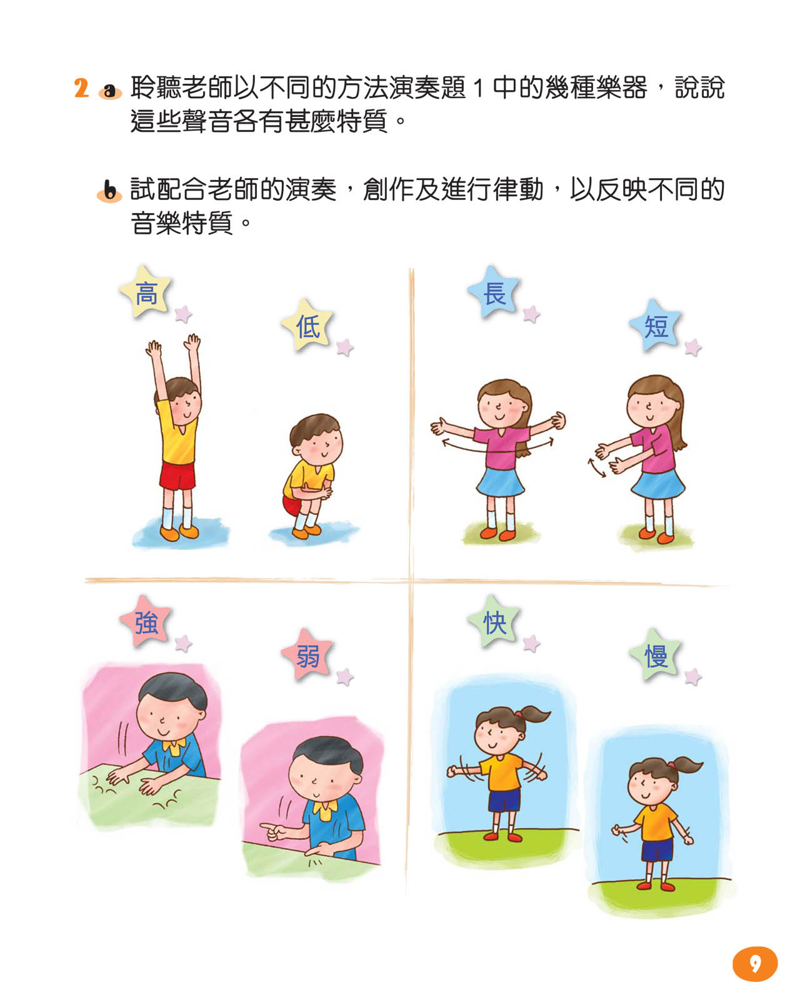 2 a 聆聽老師以不同的方法演奏題 1 中的幾種樂器，說說
這些聲音各有甚麼特質。
b 試配合老師的演奏，創作及進行律動，以反映不同的
音樂特質。
高
低
長
短
強
弱
快
慢
9